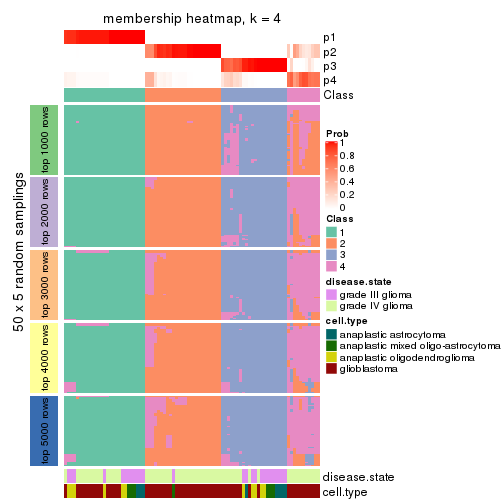 membership heatmap, k = 4
p1
p2
p3
p4
Class
50 x 5 random samplings
top 1000 rows
top 2000 rows
top 3000 rows
top 4000 rows
top 5000 rows
Prob
1
0.8
0.6
0.4
0.2
0
Class
1
2
3
4
disease.state
grade III glioma
grade IV glioma
cell.type
anaplastic astrocytoma
anaplastic mixed oligo-astrocytoma
anaplastic oligodendroglioma
glioblastoma
disease.state
cell.type